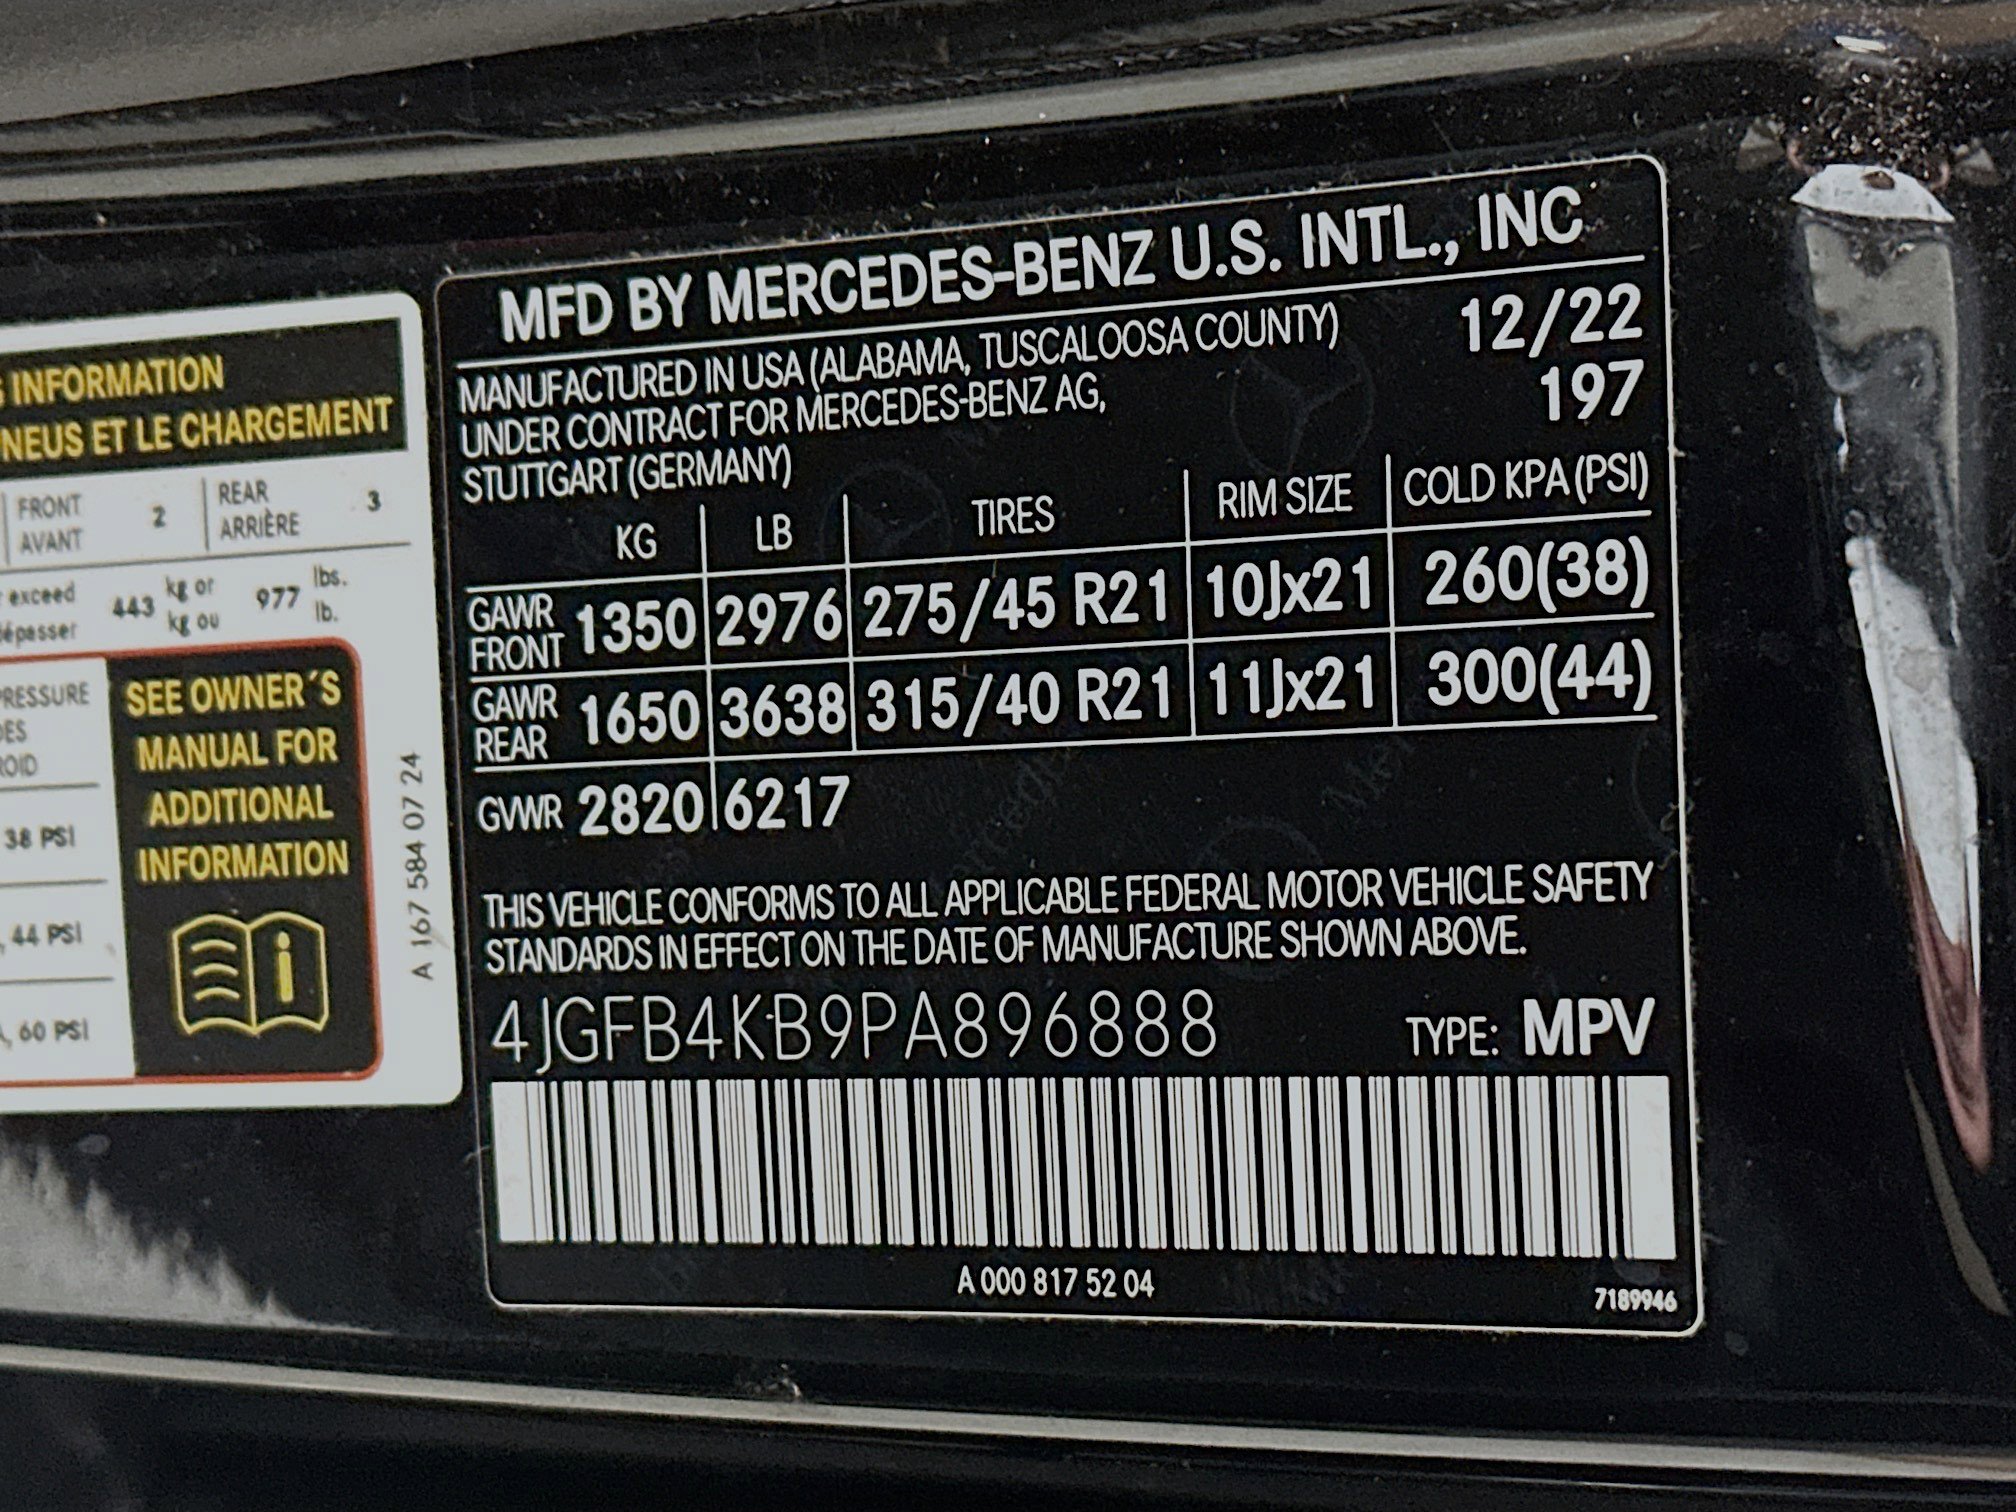 INFORMATION
NEUS ET LE CHARGEMENT
FRONT
AVANT
2
REAR
ARRIÈRE
3
exceed
443 kg or
kg ou
977 lbs.
lb.
SEE OWNER´S
MANUAL FOR
ADDITIONAL
INFORMATION
38 PSI
, 44 PSI
, 60 PSI
A 167 584 07 24
MFD BY MERCEDES-BENZ U.S. INTL., INC
MANUFACTURED IN USA (ALABAMA, TUSCALOOSA COUNTY) 12/22
UNDER CONTRACT FOR MERCEDES-BENZ AG, 197
STUTTGART (GERMANY)
KG LB TIRES RIM SIZE COLD KPA (PSI)
GAWR FRONT 1350 2976 275/45 R21 10Jx21 260(38)
GAWR REAR 1650 3638 315/40 R21 11Jx21 300(44)
GVWR 2820 6217
THIS VEHICLE CONFORMS TO ALL APPLICABLE FEDERAL MOTOR VEHICLE SAFETY
STANDARDS IN EFFECT ON THE DATE OF MANUFACTURE SHOWN ABOVE.
4JGFB4KB9PA896888 TYPE: MPV
A 000 817 52 04
7189946